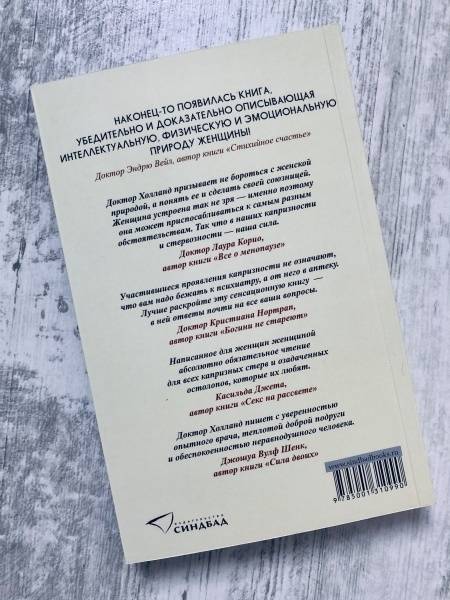 НАКОНЕЦ-ТО ПОЯВИЛАСЬ КНИГА,
УБЕДИТЕЛЬНО И ДОКАЗАТЕЛЬНО ОПИСЫВАЮЩАЯ
ИНТЕЛЛЕКТУАЛЬНУЮ, ФИЗИЧЕСКУЮ И ЭМОЦИОНАЛЬНУЮ
ПРИРОДУ ЖЕНЩИНЫ!
Доктор Эндрю Вейл, автор книги «Стихийное счастье»
Доктор Холланд призывает не бороться с женской
природой, а понять ее и сделать своей союзницей.
Женщина устроена так не зря — именно поэтому
она может приспосабливаться к самым разным
обстоятельствам. Так что в наших капризности
и стервозности — наша сила.
Доктор Лаура Корио,
автор книги «Все о менопаузе»
Участившиеся проявления капризности не означают,
что вам надо бежать к психиатру, а от него в аптеку.
Лучше раскройте эту сенсационную книгу —
в ней ответы почти на все ваши вопросы.
Доктор Кристиана Нортрап,
автор книги «Богини не стареют»
Написанное для женщин женщиной
абсолютно обязательное чтение
для всех капризных стерв и озадаченных
остолопов, которые их любят.
Касильда Джета,
автор книги «Секс на рассвете»
Доктор Холланд пишет с уверенностью
опытного врача, теплотой доброй подруги
и обеспокоенностью неравнодушного человека.
Джошуа Вулф Шенк,
автор книги «Сила двоих»
www.sindbadbooks.ru
9785001310990
ИЗДАТЕЛЬСТВО
СИНДБАД